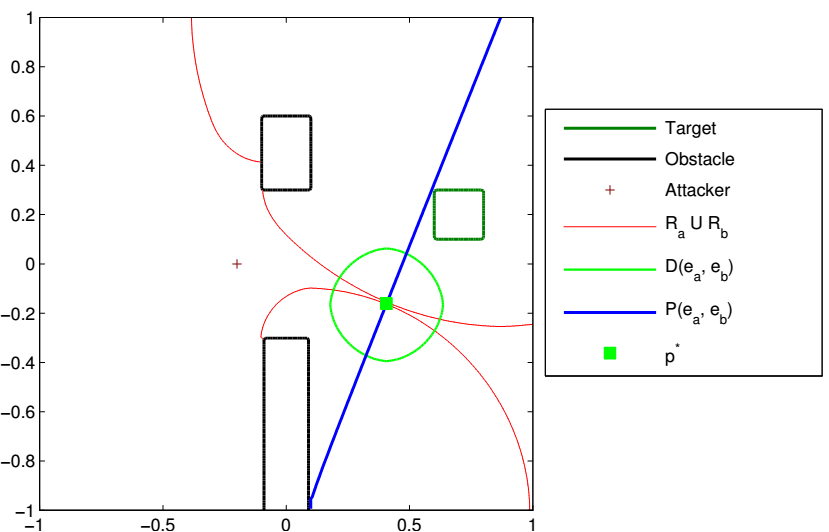 1
0.8
0.6
0.4
0.2
0
−0.2
−0.4
−0.6
−0.8
−1
−1 −0.5 0 0.5 1
Target
Obstacle
Attacker
R_a U R_b
D(e_a, e_b)
P(e_a, e_b)
p^*